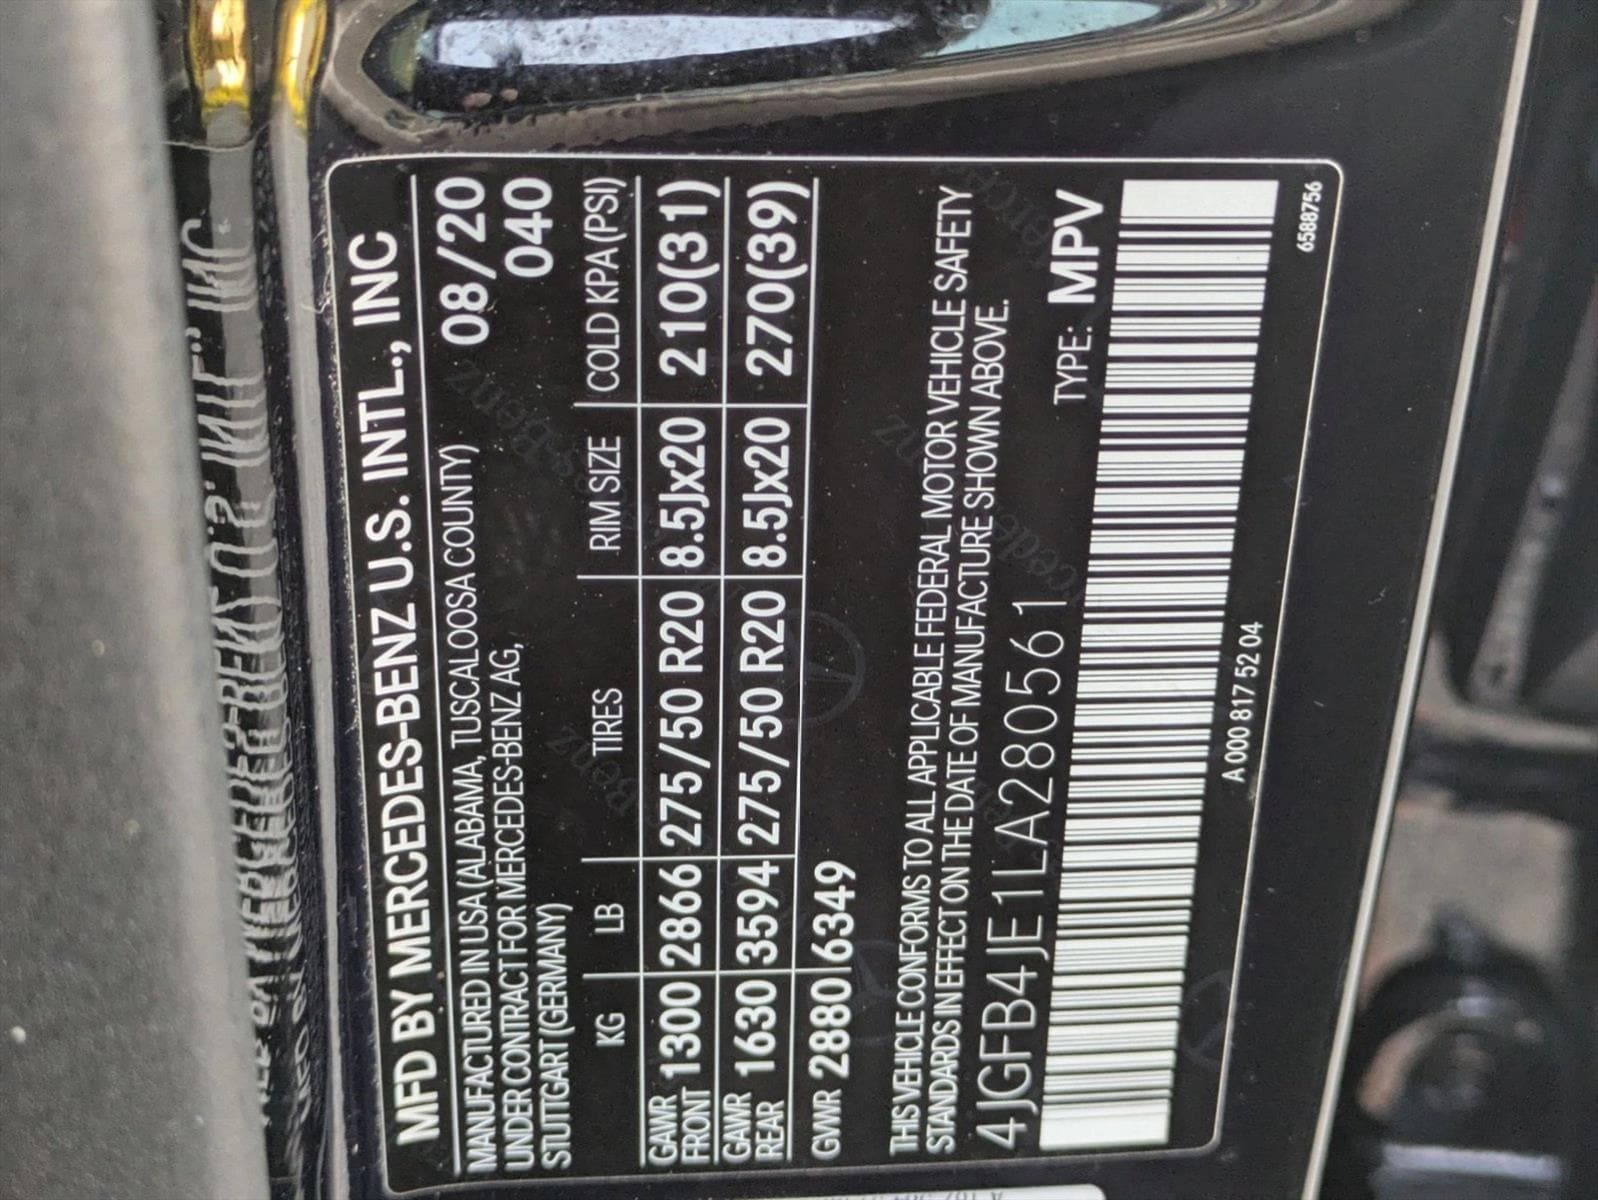 MFD BY MERCEDES-BENZ U.S. INTL., INC
MANUFACTURED IN USA (ALABAMA, TUSCALOOSA COUNTY) 08/20
UNDER CONTRACT FOR MERCEDES-BENZ AG, 040
STUTTGART (GERMANY)
KG LB TIRES RIM SIZE COLD KPA (PSI)
GAWR FRONT 1300 2866 275/50 R20 8.5Jx20 210(31)
GAWR REAR 1630 3594 275/50 R20 8.5Jx20 270(39)
GVWR 2880 6349
THIS VEHICLE CONFORMS TO ALL APPLICABLE FEDERAL MOTOR VEHICLE SAFETY
STANDARDS IN EFFECT ON THE DATE OF MANUFACTURE SHOWN ABOVE.
4JGFB4JE1LA280561 TYPE: MPV
A 000 817 52 04
6588756